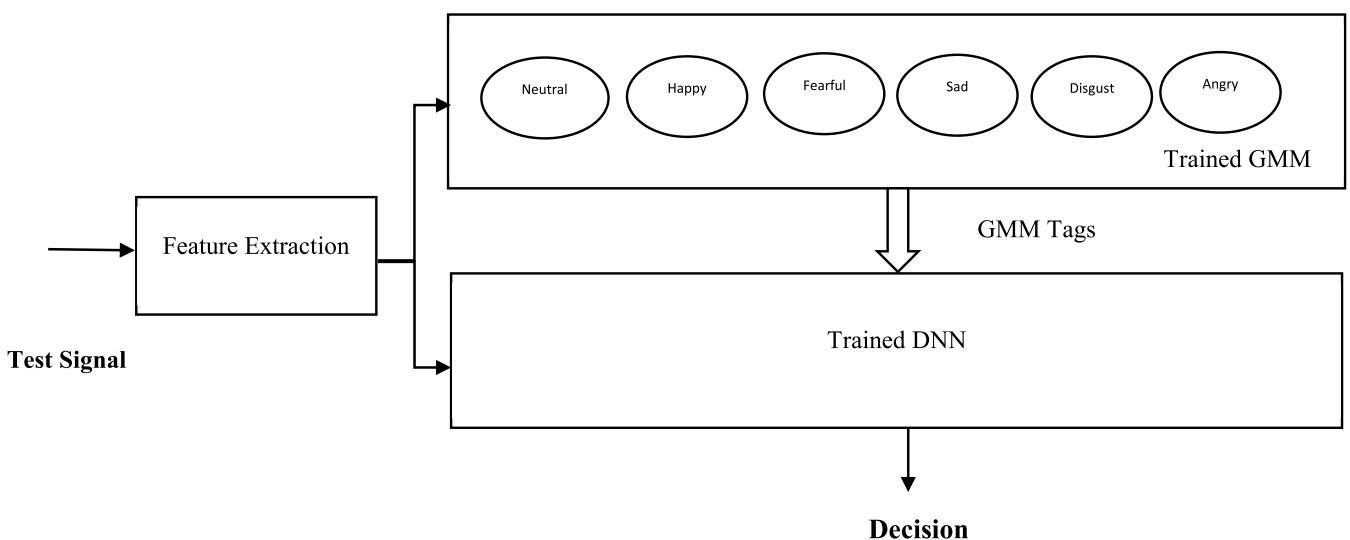 Neutral
Happy
Fearful
Sad
Disgust
Angry
Trained GMM
Feature Extraction
GMM Tags
Test Signal
Trained DNN
Decision